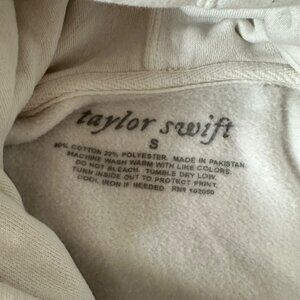 taylor swift
S
80% COTTON 20% POLYESTER. MADE IN PAKISTAN.
MACHINE WASH WARM WITH LIKE COLORS.
DO NOT BLEACH. TUMBLE DRY LOW.
TURN INSIDE OUT TO PROTECT PRINT.
COOL IRON IF NEEDED. RN#